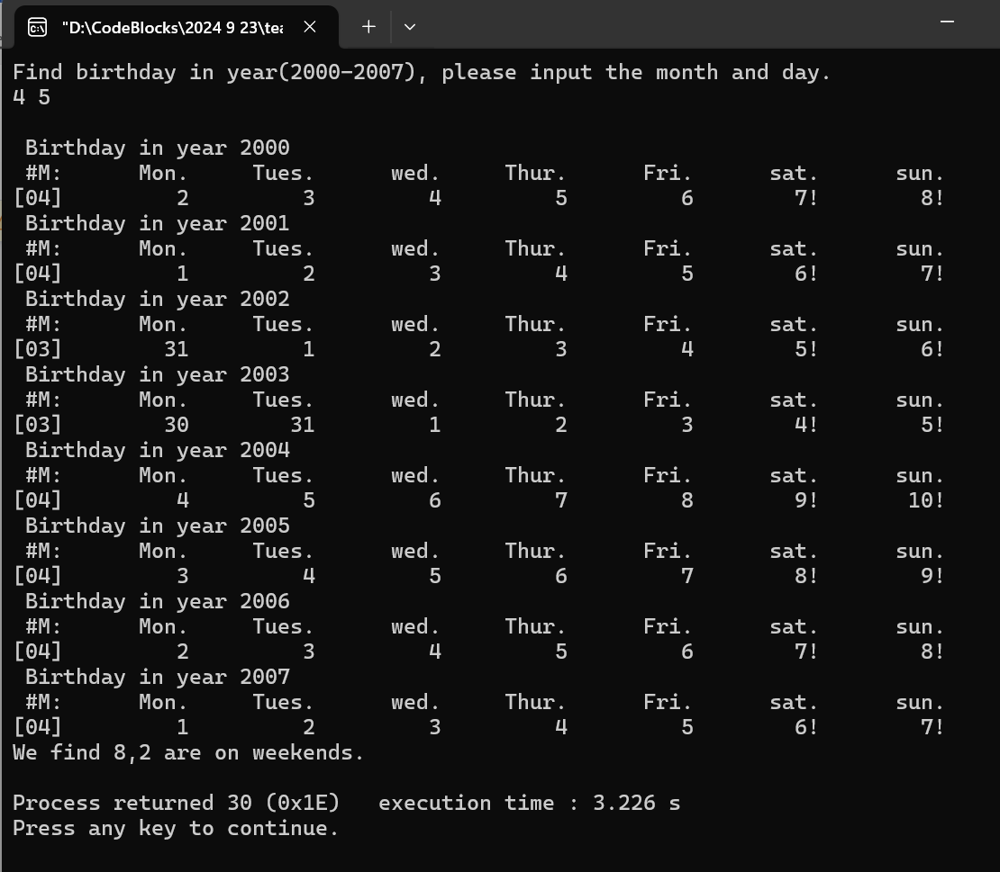 "D:\CodeBlocks\2024 9 23\tea
Find birthday in year(2000-2007), please input the month and day.
4 5
Birthday in year 2000
#M: Mon. Tues. wed. Thur. Fri. sat. sun.
[04] 2 3 4 5 6 7! 8!
Birthday in year 2001
#M: Mon. Tues. wed. Thur. Fri. sat. sun.
[04] 1 2 3 4 5 6! 7!
Birthday in year 2002
#M: Mon. Tues. wed. Thur. Fri. sat. sun.
[03] 31 1 2 3 4 5! 6!
Birthday in year 2003
#M: Mon. Tues. wed. Thur. Fri. sat. sun.
[03] 30 31 1 2 3 4! 5!
Birthday in year 2004
#M: Mon. Tues. wed. Thur. Fri. sat. sun.
[04] 4 5 6 7 8 9! 10!
Birthday in year 2005
#M: Mon. Tues. wed. Thur. Fri. sat. sun.
[04] 3 4 5 6 7 8! 9!
Birthday in year 2006
#M: Mon. Tues. wed. Thur. Fri. sat. sun.
[04] 2 3 4 5 6 7! 8!
Birthday in year 2007
#M: Mon. Tues. wed. Thur. Fri. sat. sun.
[04] 1 2 3 4 5 6! 7!
We find 8,2 are on weekends.
Process returned 30 (0x1E) execution time : 3.226 s
Press any key to continue.